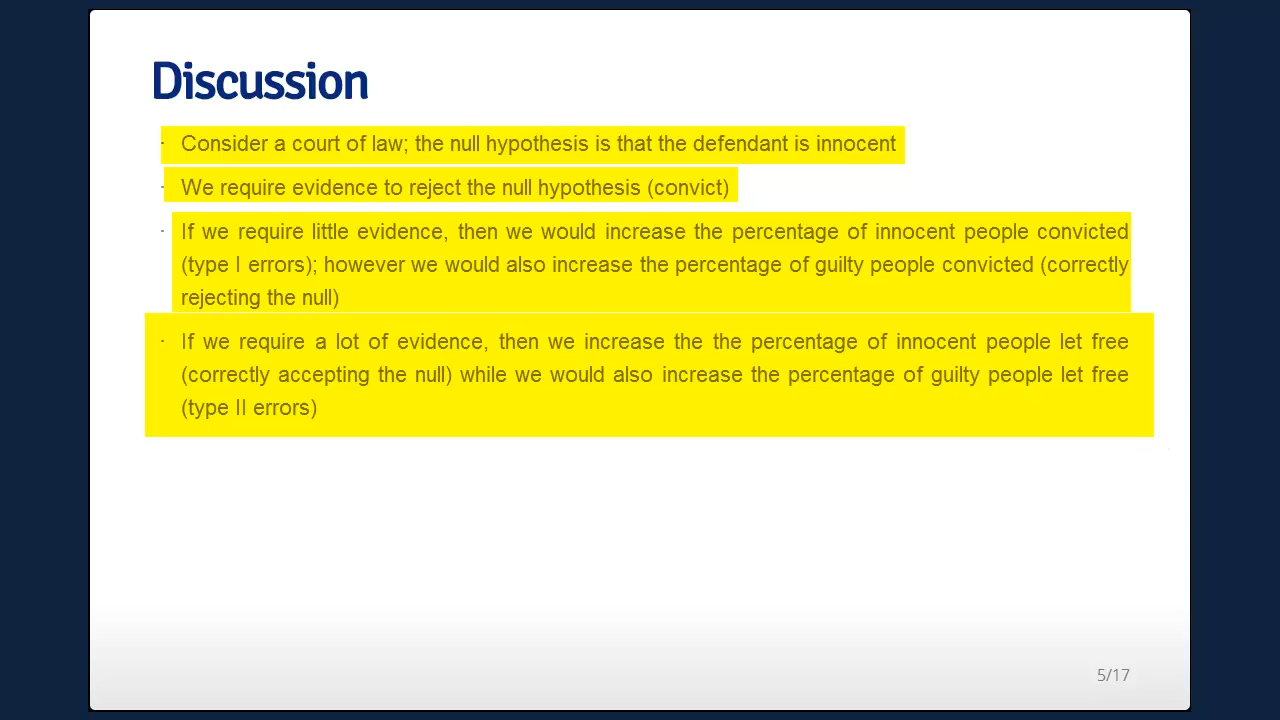 Discussion
· Consider a court of law; the null hypothesis is that the defendant is innocent
· We require evidence to reject the null hypothesis (convict)
· If we require little evidence, then we would increase the percentage of innocent people convicted
(type I errors); however we would also increase the percentage of guilty people convicted (correctly
rejecting the null)
· If we require a lot of evidence, then we increase the the percentage of innocent people let free
(correctly accepting the null) while we would also increase the percentage of guilty people let free
(type II errors)
5/17